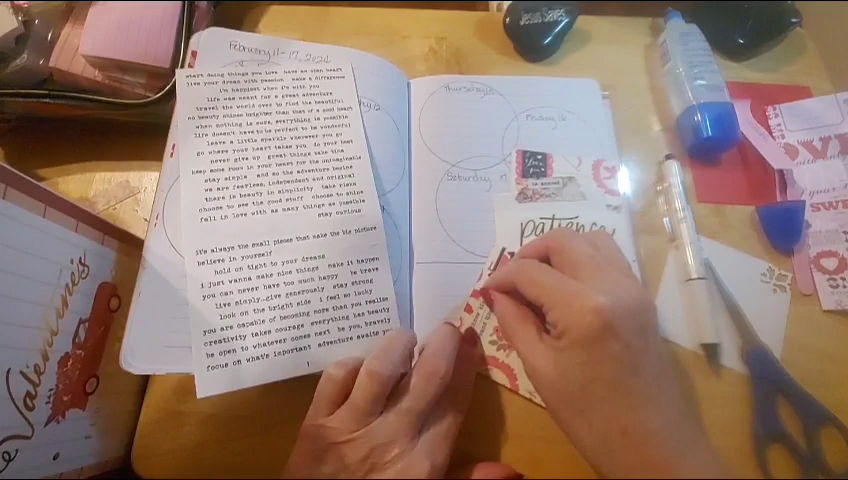 February 11-17, 2024
start doing things you love have an open heart
live your dream with passion make a difference
i'm happiest when i'm with you
life was meant for a great adventure
travel the world over to find the beautiful
no beauty shines brighter than that of a good heart
when nothing is sure, everything is possible
life doesn't have to be perfect to be wonderful
leave a little sparkle wherever you go
go where your heart takes you do your best
never give up great things take time
keep some room in your heart for the unimaginable
stay simple and so the adventure begins
we are fearless, independent and original
there is beauty in simplicity take risks
choose to see the good stuff choose to shine
fall in love with as many things as possible
stay curious
it's always the small pieces that make the big picture
believe in yourself
hold on tight to your dreams
i just wanna make nice things make it happen
you can never have too much happy be brave
live simply...give generously stay strong
look on the bright side i feel so lucky
you are capable of becoming more than you realise
creativity takes courage everything has beauty
be open to whatever comes next be you, bravely
focus on what's important adventure awaits
1
Thursday
Friday 16
Saturday 17
patience
Jesus Saves
Valentine's